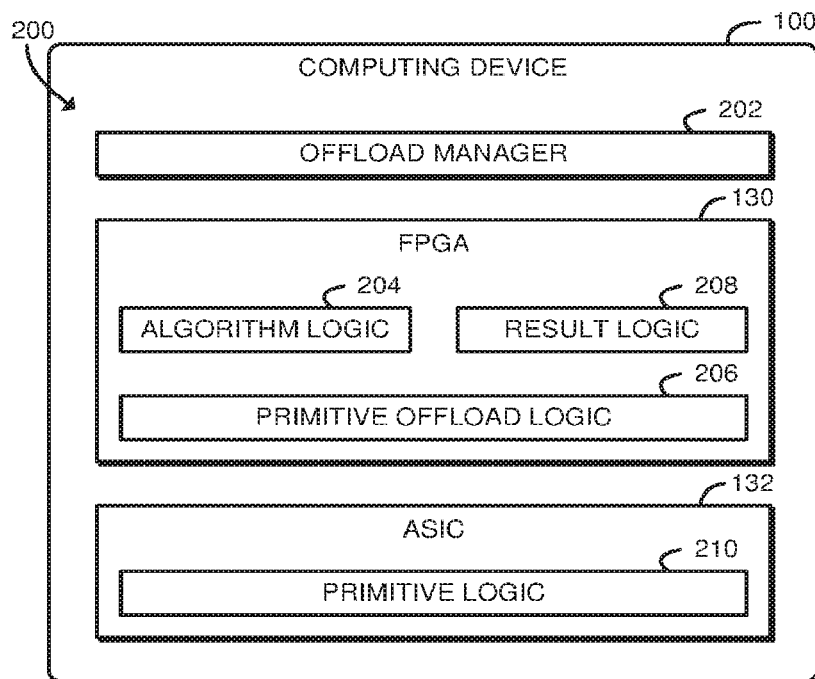 200
100
COMPUTING DEVICE
202
OFFLOAD MANAGER
130
FPGA
204
208
ALGORITHM LOGIC
RESULT LOGIC
206
PRIMITIVE OFFLOAD LOGIC
132
ASIC
210
PRIMITIVE LOGIC